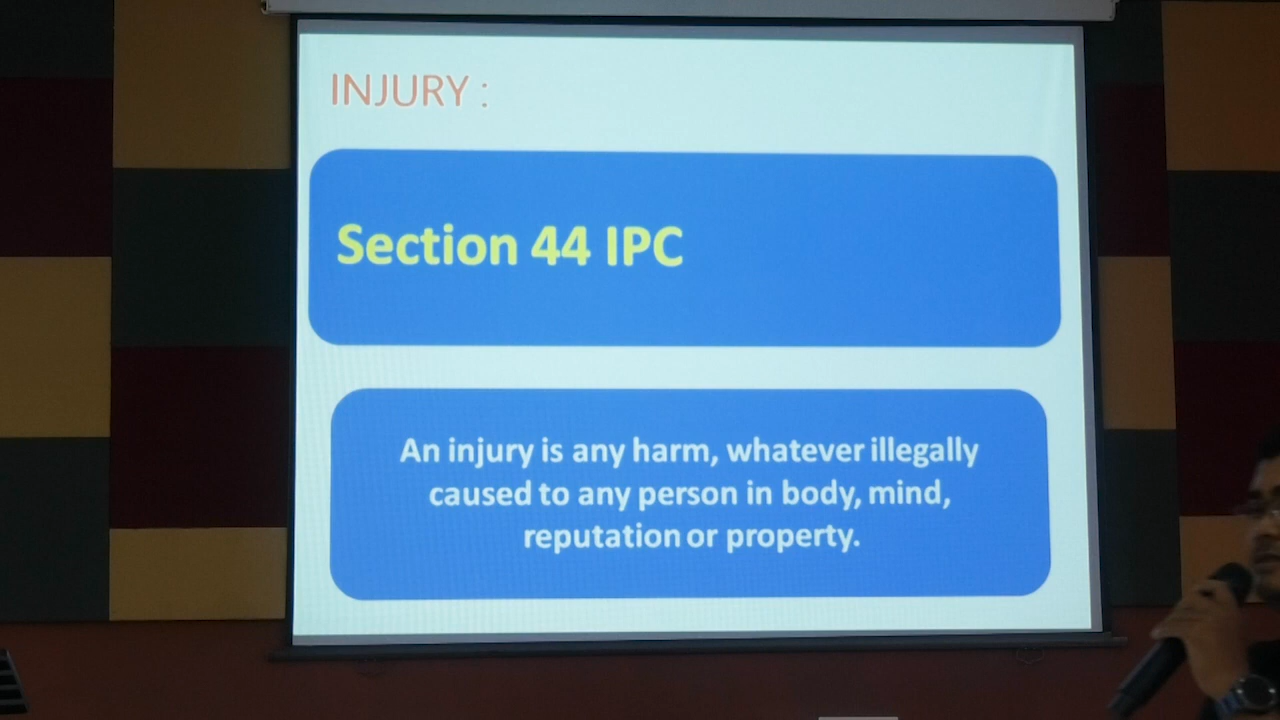 INJURY :
Section 44 IPC
An injury is any harm, whatever illegally
caused to any person in body, mind,
reputation or property.